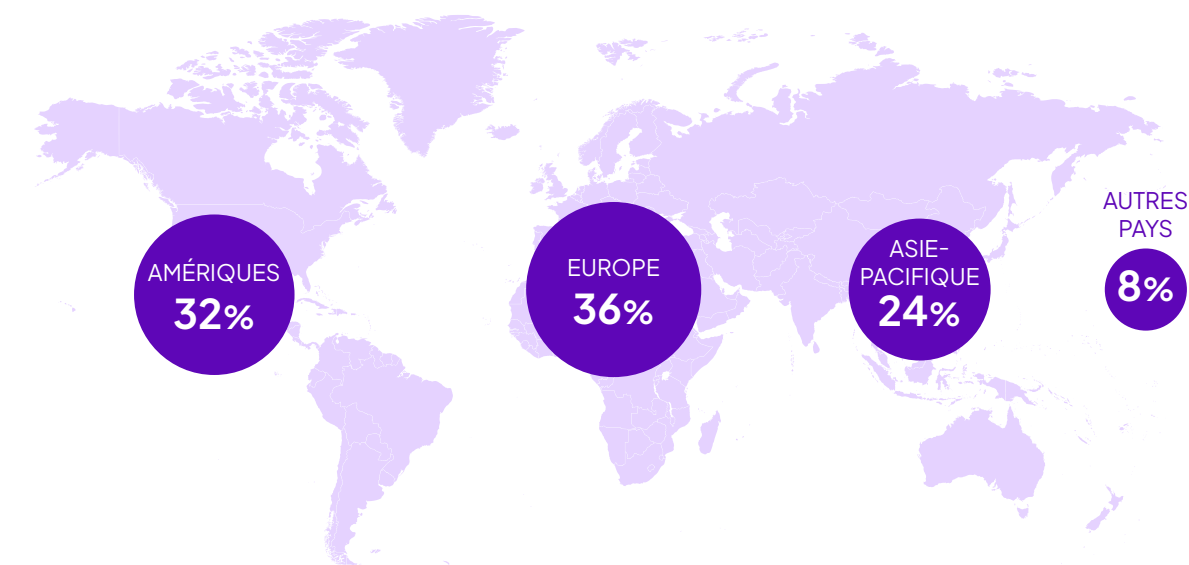 AMÉRIQUES
32%
EUROPE
36%
ASIE-
PACIFIQUE
24%
AUTRES
PAYS
8%